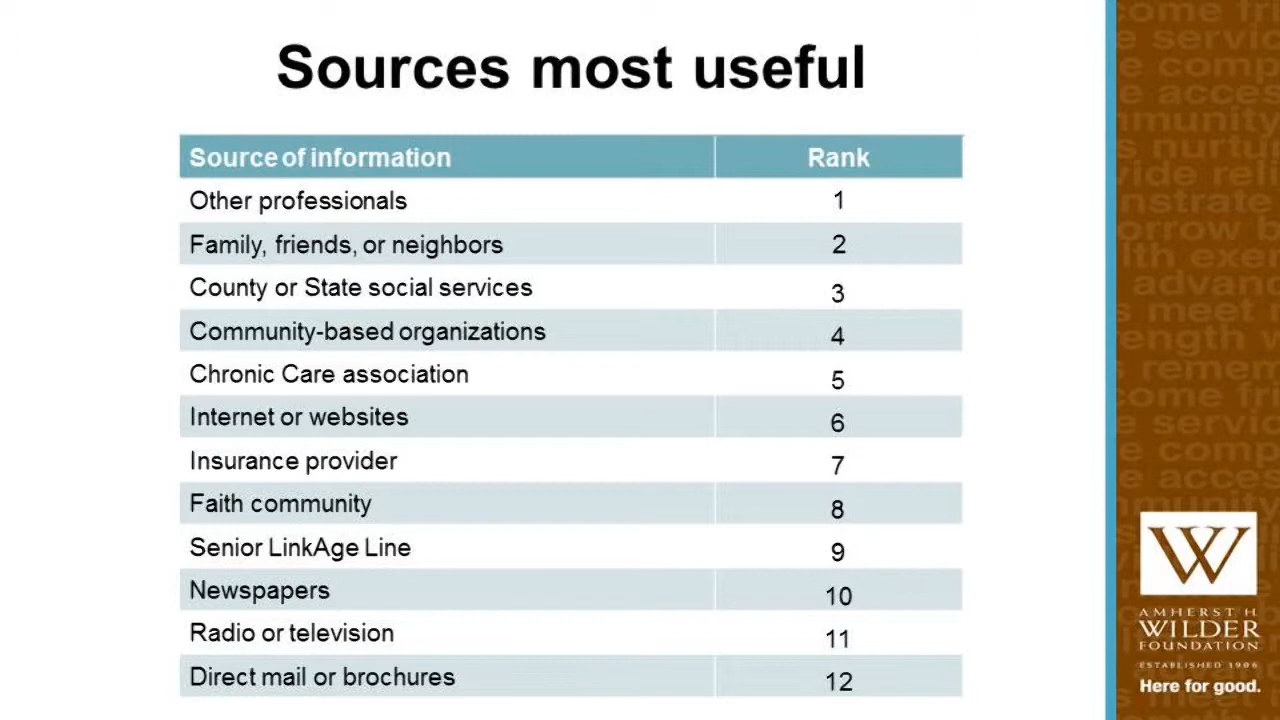 Sources most useful
Source of information Rank
Other professionals 1
Family, friends, or neighbors 2
County or State social services 3
Community-based organizations 4
Chronic Care association 5
Internet or websites 6
Insurance provider 7
Faith community 8
Senior LinkAge Line 9
Newspapers 10
Radio or television 11
Direct mail or brochures 12
W
AMHERST H
WILDER
FOUNDATION
ESTABLISHED 1906
Here for good.